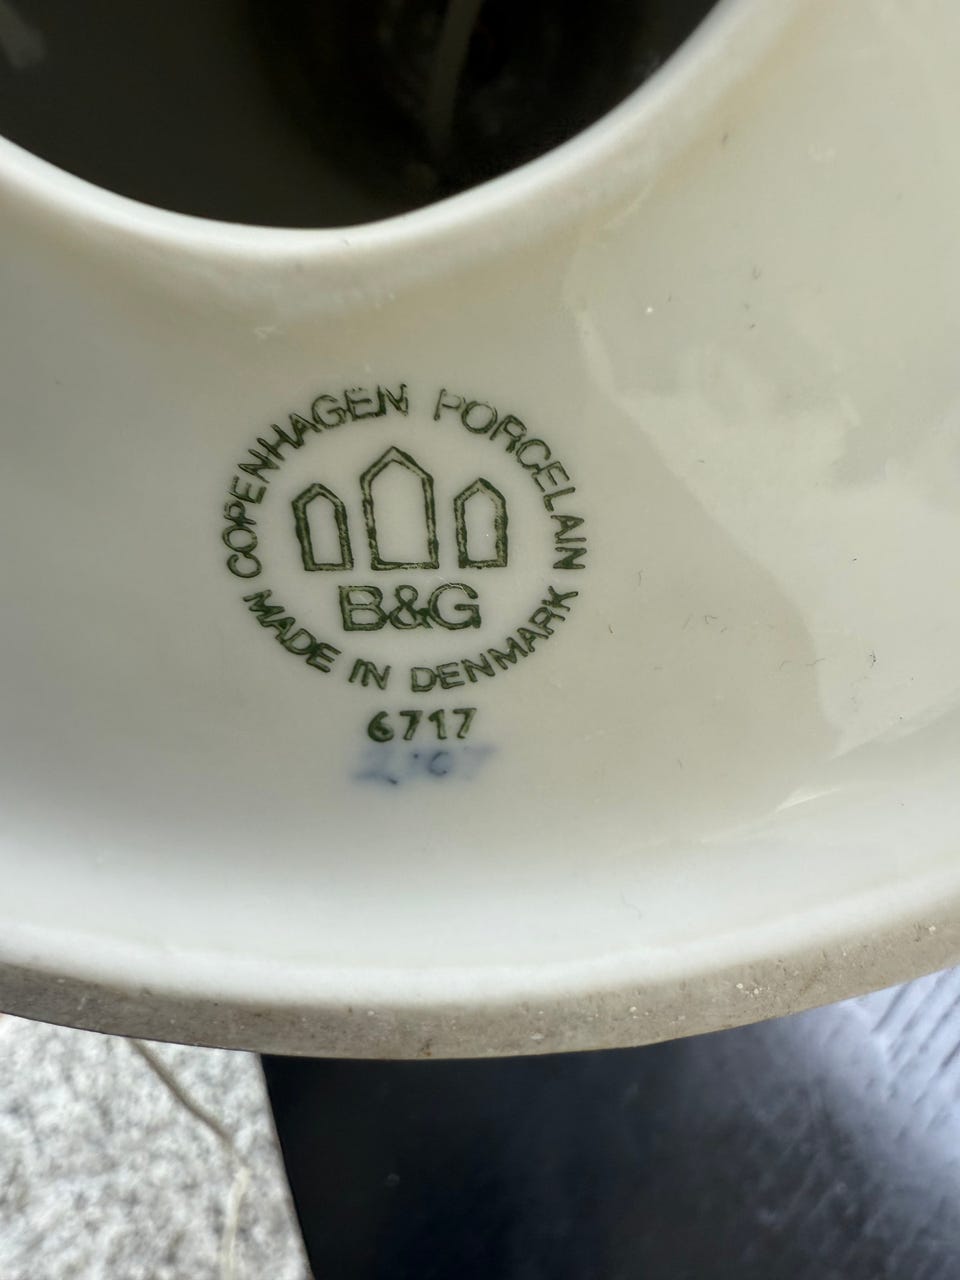 COPENHAGEN PORCELAIN
B&G
MADE IN DENMARK
6717